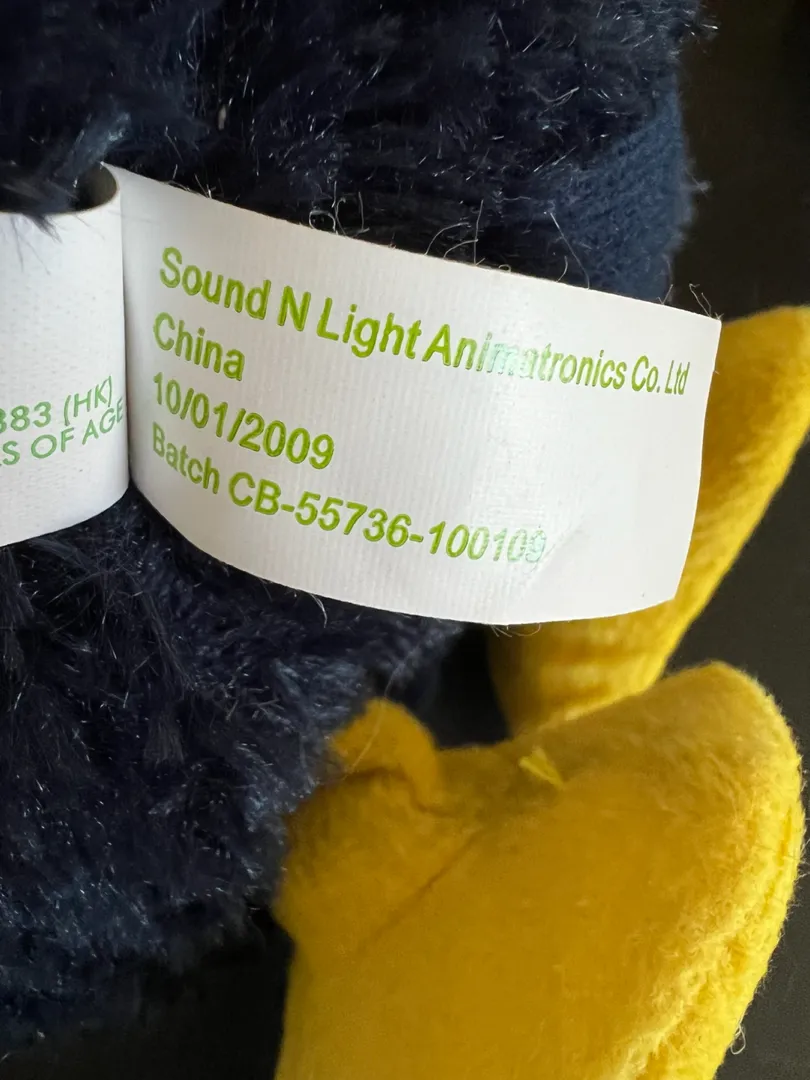 Sound N Light Animatronics Co. Ltd
China
10/01/2009
Batch CB-55736-100109
383 (HK)
S OF AGE